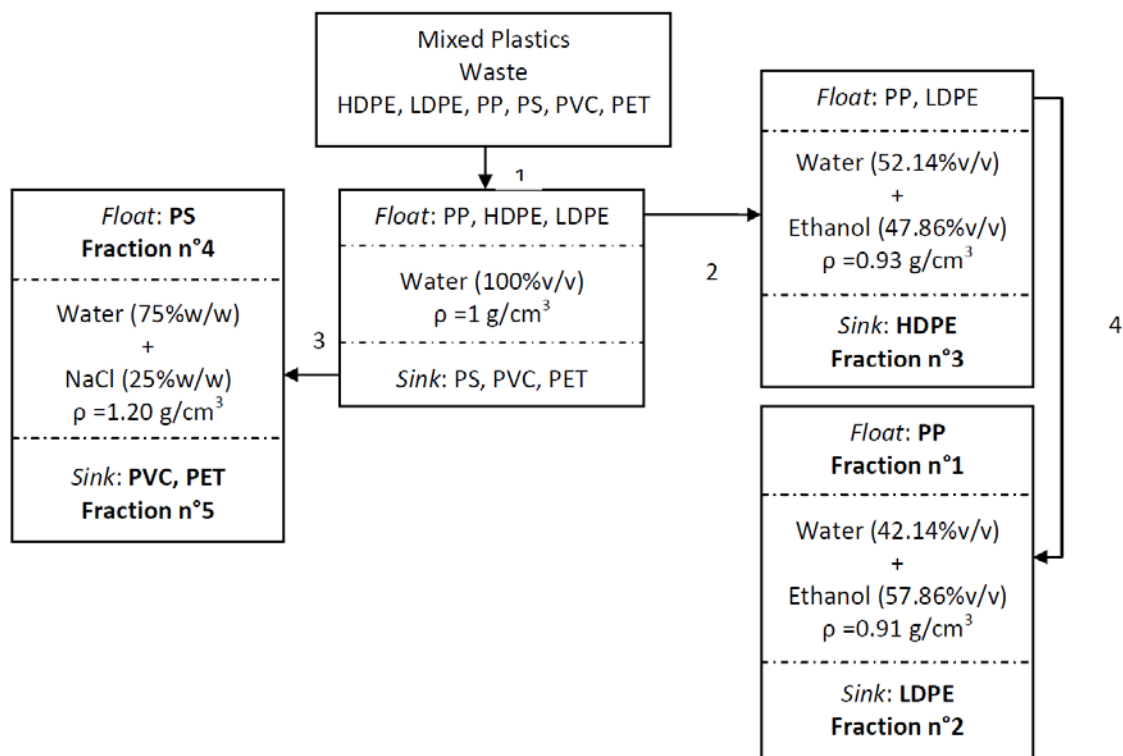 Mixed Plastics
Waste
HDPE, LDPE, PP, PS, PVC, PET
1
Float: PP, HDPE, LDPE
Water (100%v/v)
ρ =1 g/cm³
Sink: PS, PVC, PET
2
Float: PP, LDPE
Water (52.14%v/v)
+
Ethanol (47.86%v/v)
ρ =0.93 g/cm³
Sink: HDPE
Fraction n°3
3
Float: PS
Fraction n°4
Water (75%w/w)
+
NaCl (25%w/w)
ρ =1.20 g/cm³
Sink: PVC, PET
Fraction n°5
4
Float: PP
Fraction n°1
Water (42.14%v/v)
+
Ethanol (57.86%v/v)
ρ =0.91 g/cm³
Sink: LDPE
Fraction n°2